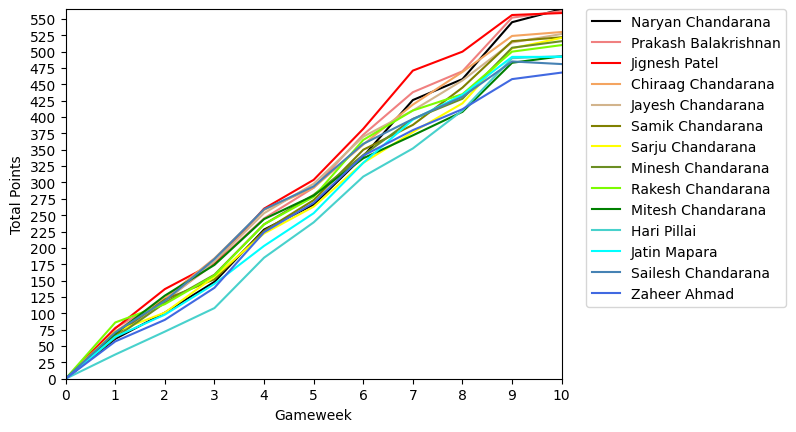 550
525
500
475
450
425
400
375
350
325
300
275
250
225
200
175
150
125
100
75
50
25
0
Total Points
0 1 2 3 4 5 6 7 8 9 10
Gameweek
Naryan Chandarana
Prakash Balakrishnan
Jignesh Patel
Chiraag Chandarana
Jayesh Chandarana
Samik Chandarana
Sarju Chandarana
Minesh Chandarana
Rakesh Chandarana
Mitesh Chandarana
Hari Pillai
Jatin Mapara
Sailesh Chandarana
Zaheer Ahmad